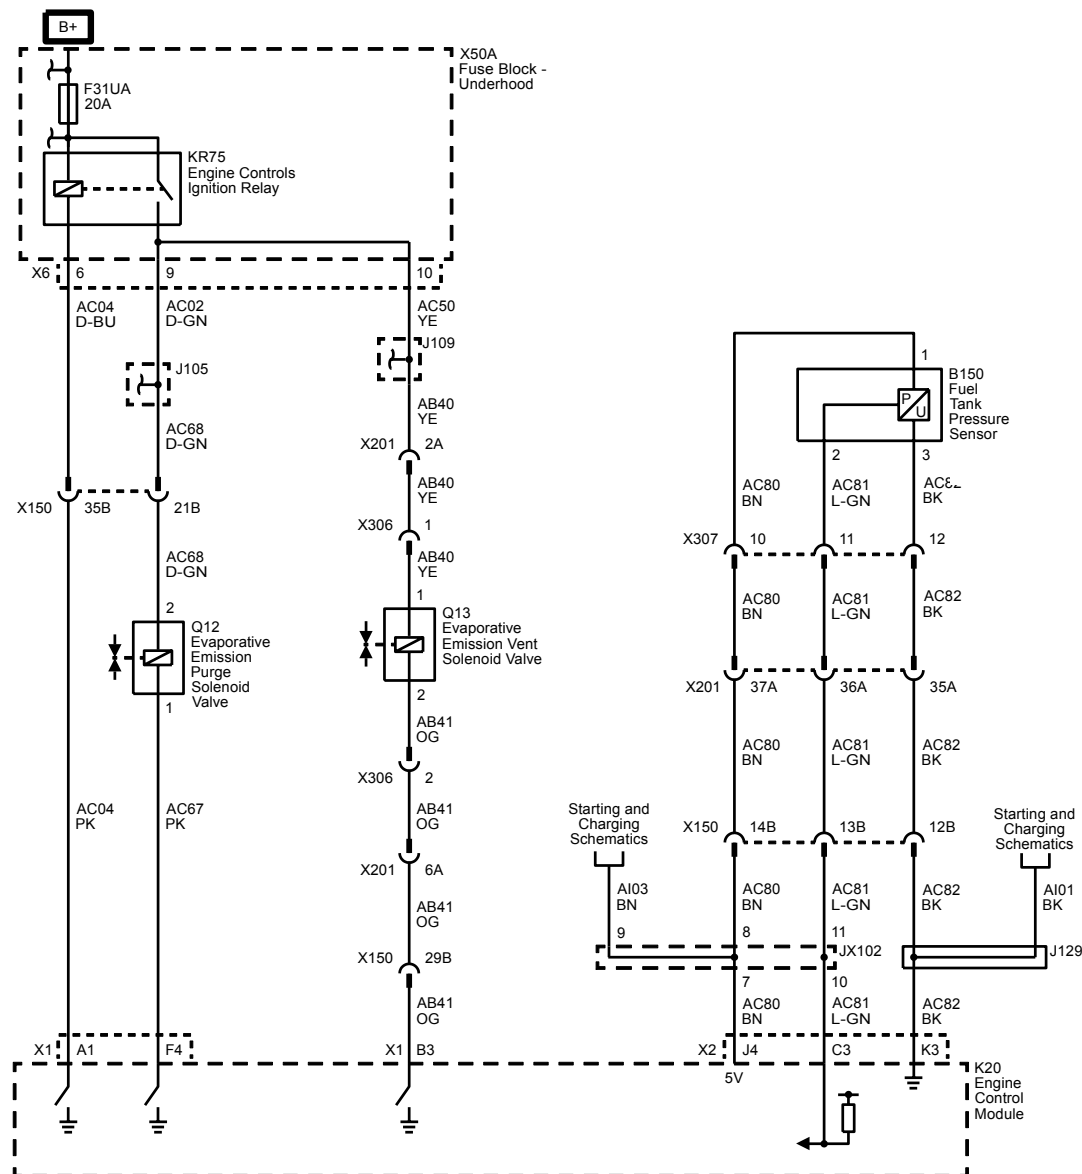 B+
X50A
Fuse Block -
Underhood
F31UA
20A
KR75
Engine Controls
Ignition Relay
X6 6 9 10
AC04
D-BU
AC02
D-GN
AC50
YE
J105
J109
AC68
D-GN
AB40
YE
X201 2A
X150 35B 21B
AB40
YE
X306 1
AC68
D-GN
AB40
YE
2
1
Q12
Evaporative
Emission
Purge
Solenoid
Valve
1
Q13
Evaporative
Emission Vent
Solenoid Valve
2
AB41
OG
X306 2
AC04
PK
AC67
PK
AB41
OG
X201 6A
AB41
OG
X150 29B
AB41
OG
X1 A1 F4
X1 B3
1
B150
Fuel
Tank
Pressure
Sensor
P
U
2 3
AC80
BN
AC81
L-GN
BK
X307 10 11 12
AC80
BN
AC81
L-GN
AC82
BK
X201 37A 36A 35A
AC80
BN
AC81
L-GN
AC82
BK
Starting and
Charging
Schematics
X150 14B 13B 12B
Starting and
Charging
Schematics
AI03
BN
AC80
BN
AC81
L-GN
AC82
BK
AI01
BK
9 8 11
JX102
J129
7 10
AC80
BN
AC81
L-GN
AC82
BK
X2 J4 C3 K3
5V
K20
Engine
Control
Module